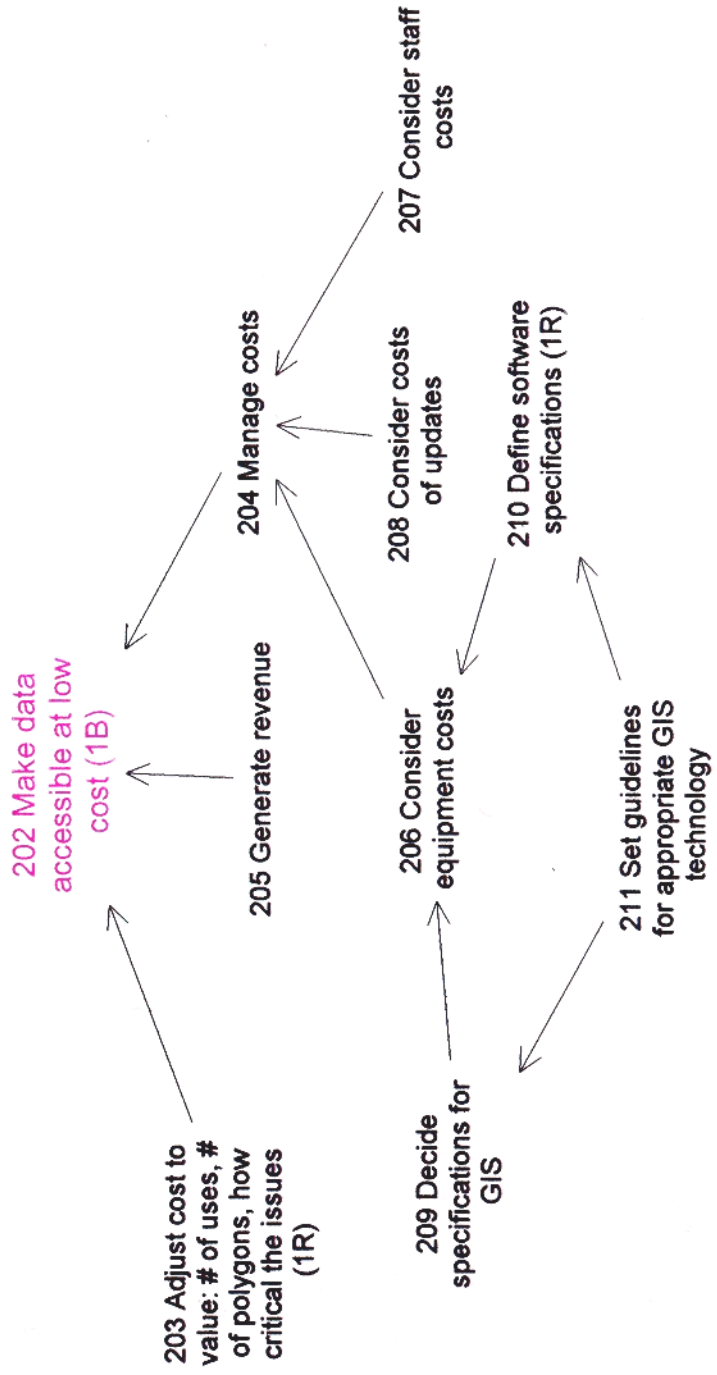 202 Make data
accessible at low
cost (1B)
203 Adjust cost to
value: # of uses, #
of polygons, how
critical the issues
(1R)
205 Generate revenue
204 Manage costs
209 Decide
specifications for
GIS
206 Consider
equipment costs
208 Consider costs
of updates
207 Consider staff
costs
210 Define software
specifications (1R)
211 Set guidelines
for appropriate GIS
technology